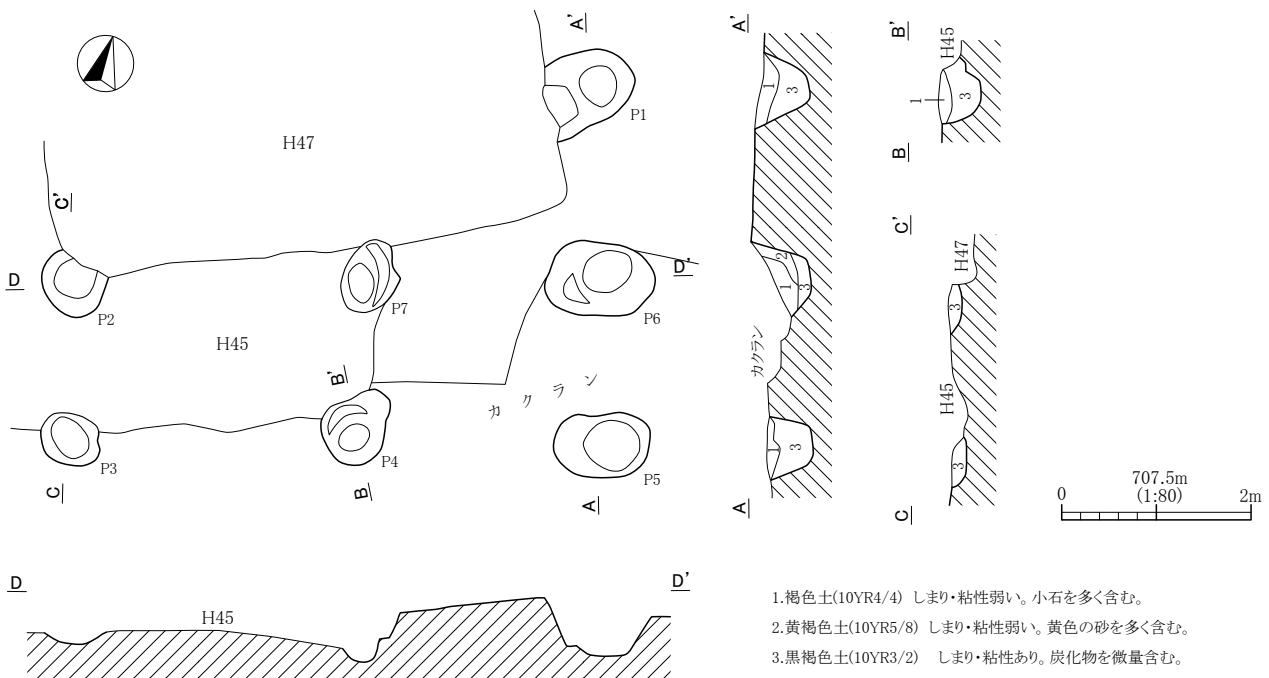 A'
P1
H47
C'
D
P2
P7
D'
P6
H45
B'
カクラン
P3
P4
P5
C
B
A
A'
1
3
2
1
3
カクラン
1
3
A
B'
H45
1
3
B
C'
H47
3
H45
3
C
707.5m
0 (1:80) 2m
D
D'
H45
1.褐色土(10YR4/4) しまり・粘性弱い。小石を多く含む。
2.黄褐色土(10YR5/8) しまり・粘性弱い。黄色の砂を多く含む。
3.黒褐色土(10YR3/2) しまり・粘性あり。炭化物を微量含む。